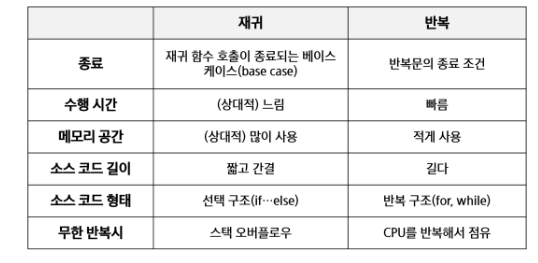 재귀 반복
종료 재귀 함수 호출이 종료되는 베이스 반복문의 종료 조건
케이스(base case)
수행 시간 (상대적) 느림 빠름
메모리 공간 (상대적) 많이 사용 적게 사용
소스 코드 길이 짧고 간결 길다
소스 코드 형태 선택 구조(if…else) 반복 구조(for, while)
무한 반복시 스택 오버플로우 CPU를 반복해서 점유